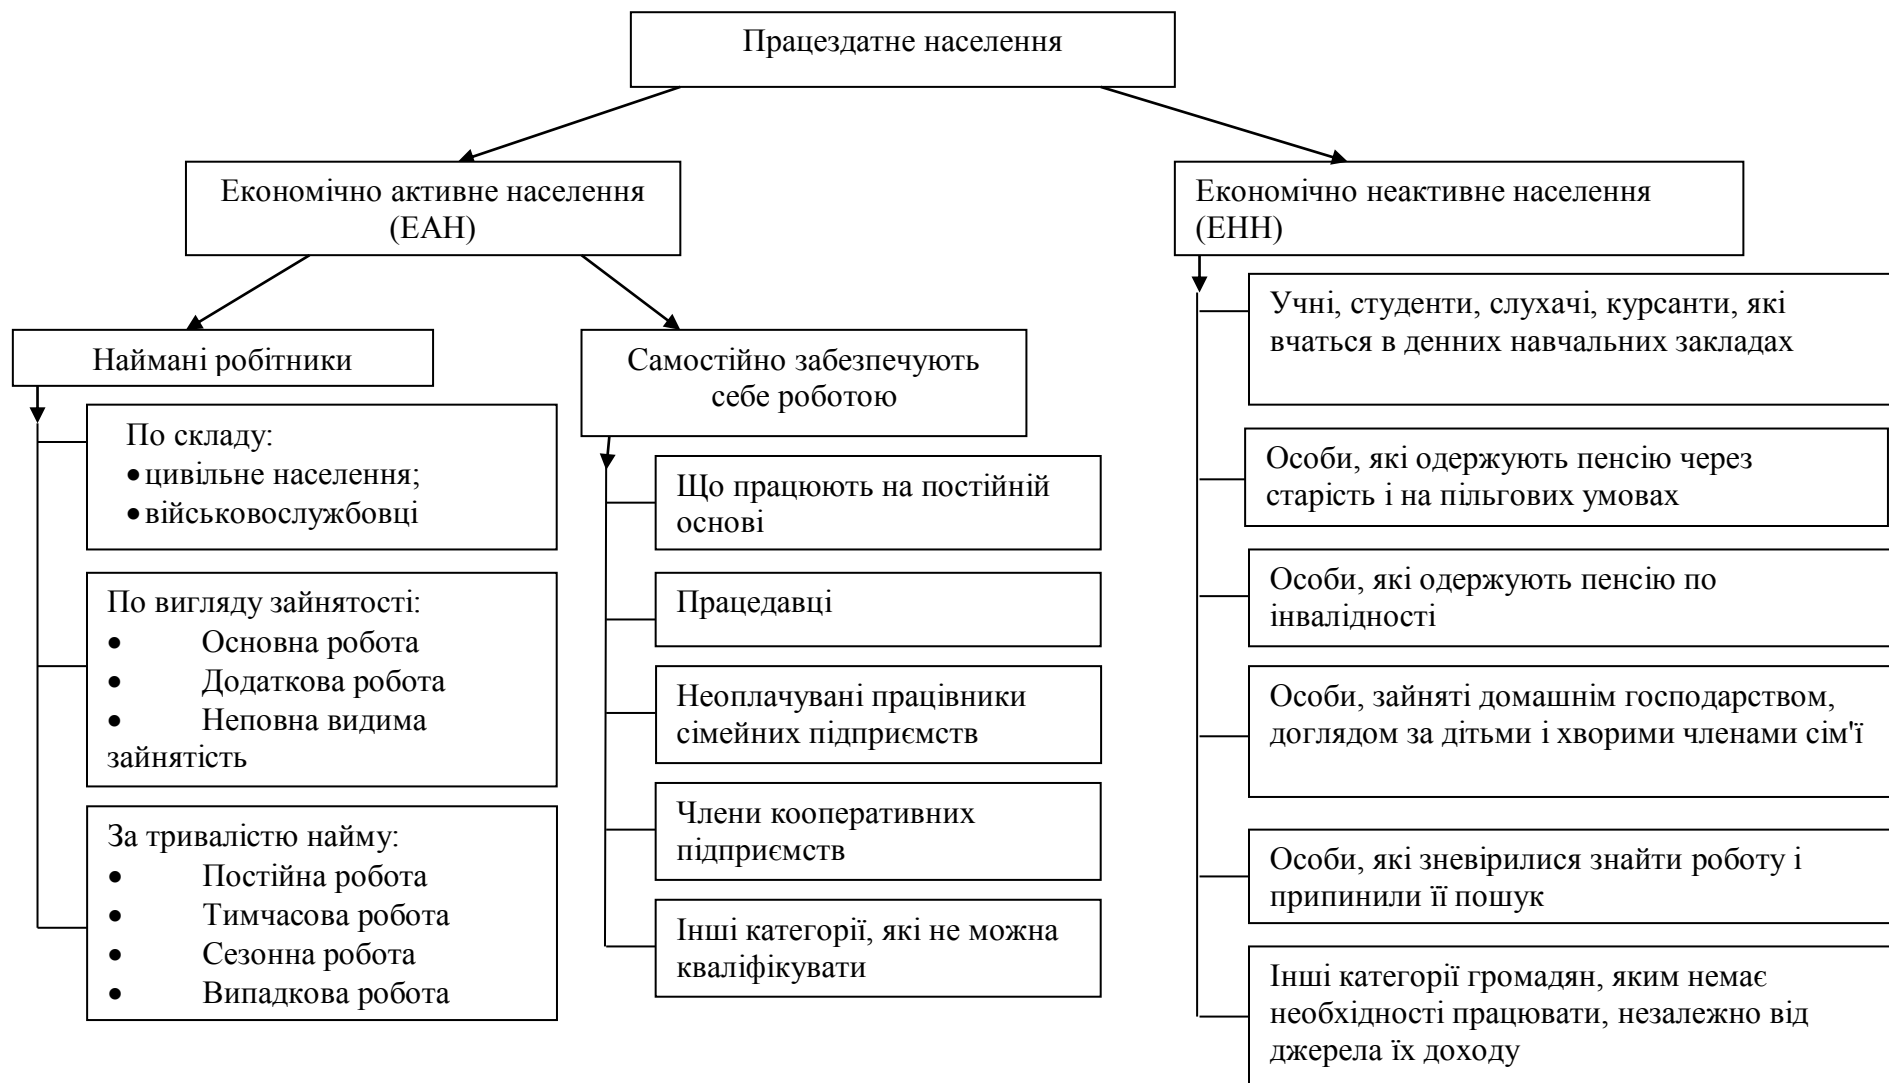 Працездатне населення
Економічно активне населення
(ЕАН)
Економічно неактивне населення
(ЕНН)
Наймані робітники
По складу:
•цивільне населення;
•військовослужбовці
По вигляду зайнятості:
• Основна робота
• Додаткова робота
• Неповна видима
зайнятість
За тривалістю найму:
• Постійна робота
• Тимчасова робота
• Сезонна робота
• Випадкова робота
Самостійно забезпечують
себе роботою
Що працюють на постійній
основі
Працедавці
Неоплачувані працівники
сімейних підприємств
Члени кооперативних
підприємств
Інші категорії, які не можна
кваліфікувати
Учні, студенти, слухачі, курсанти, які
вчаться в денних навчальних закладах
Особи, які одержують пенсію через
старість і на пільгових умовах
Особи, які одержують пенсію по
інвалідності
Особи, зайняті домашнім господарством,
доглядом за дітьми і хворими членами сім'ї
Особи, які зневірилися знайти роботу і
припинили її пошук
Інші категорії громадян, яким немає
необхідності працювати, незалежно від
джерела їх доходу